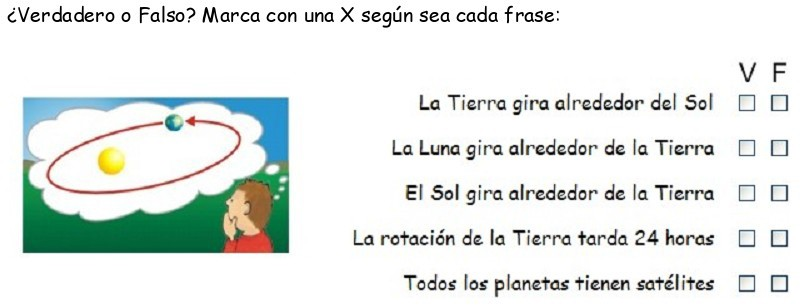 ¿Verdadero o Falso? Marca con una X según sea cada frase:
V F
La Tierra gira alrededor del Sol
La Luna gira alrededor de la Tierra
El Sol gira alrededor de la Tierra
La rotación de la Tierra tarda 24 horas
Todos los planetas tienen satélites